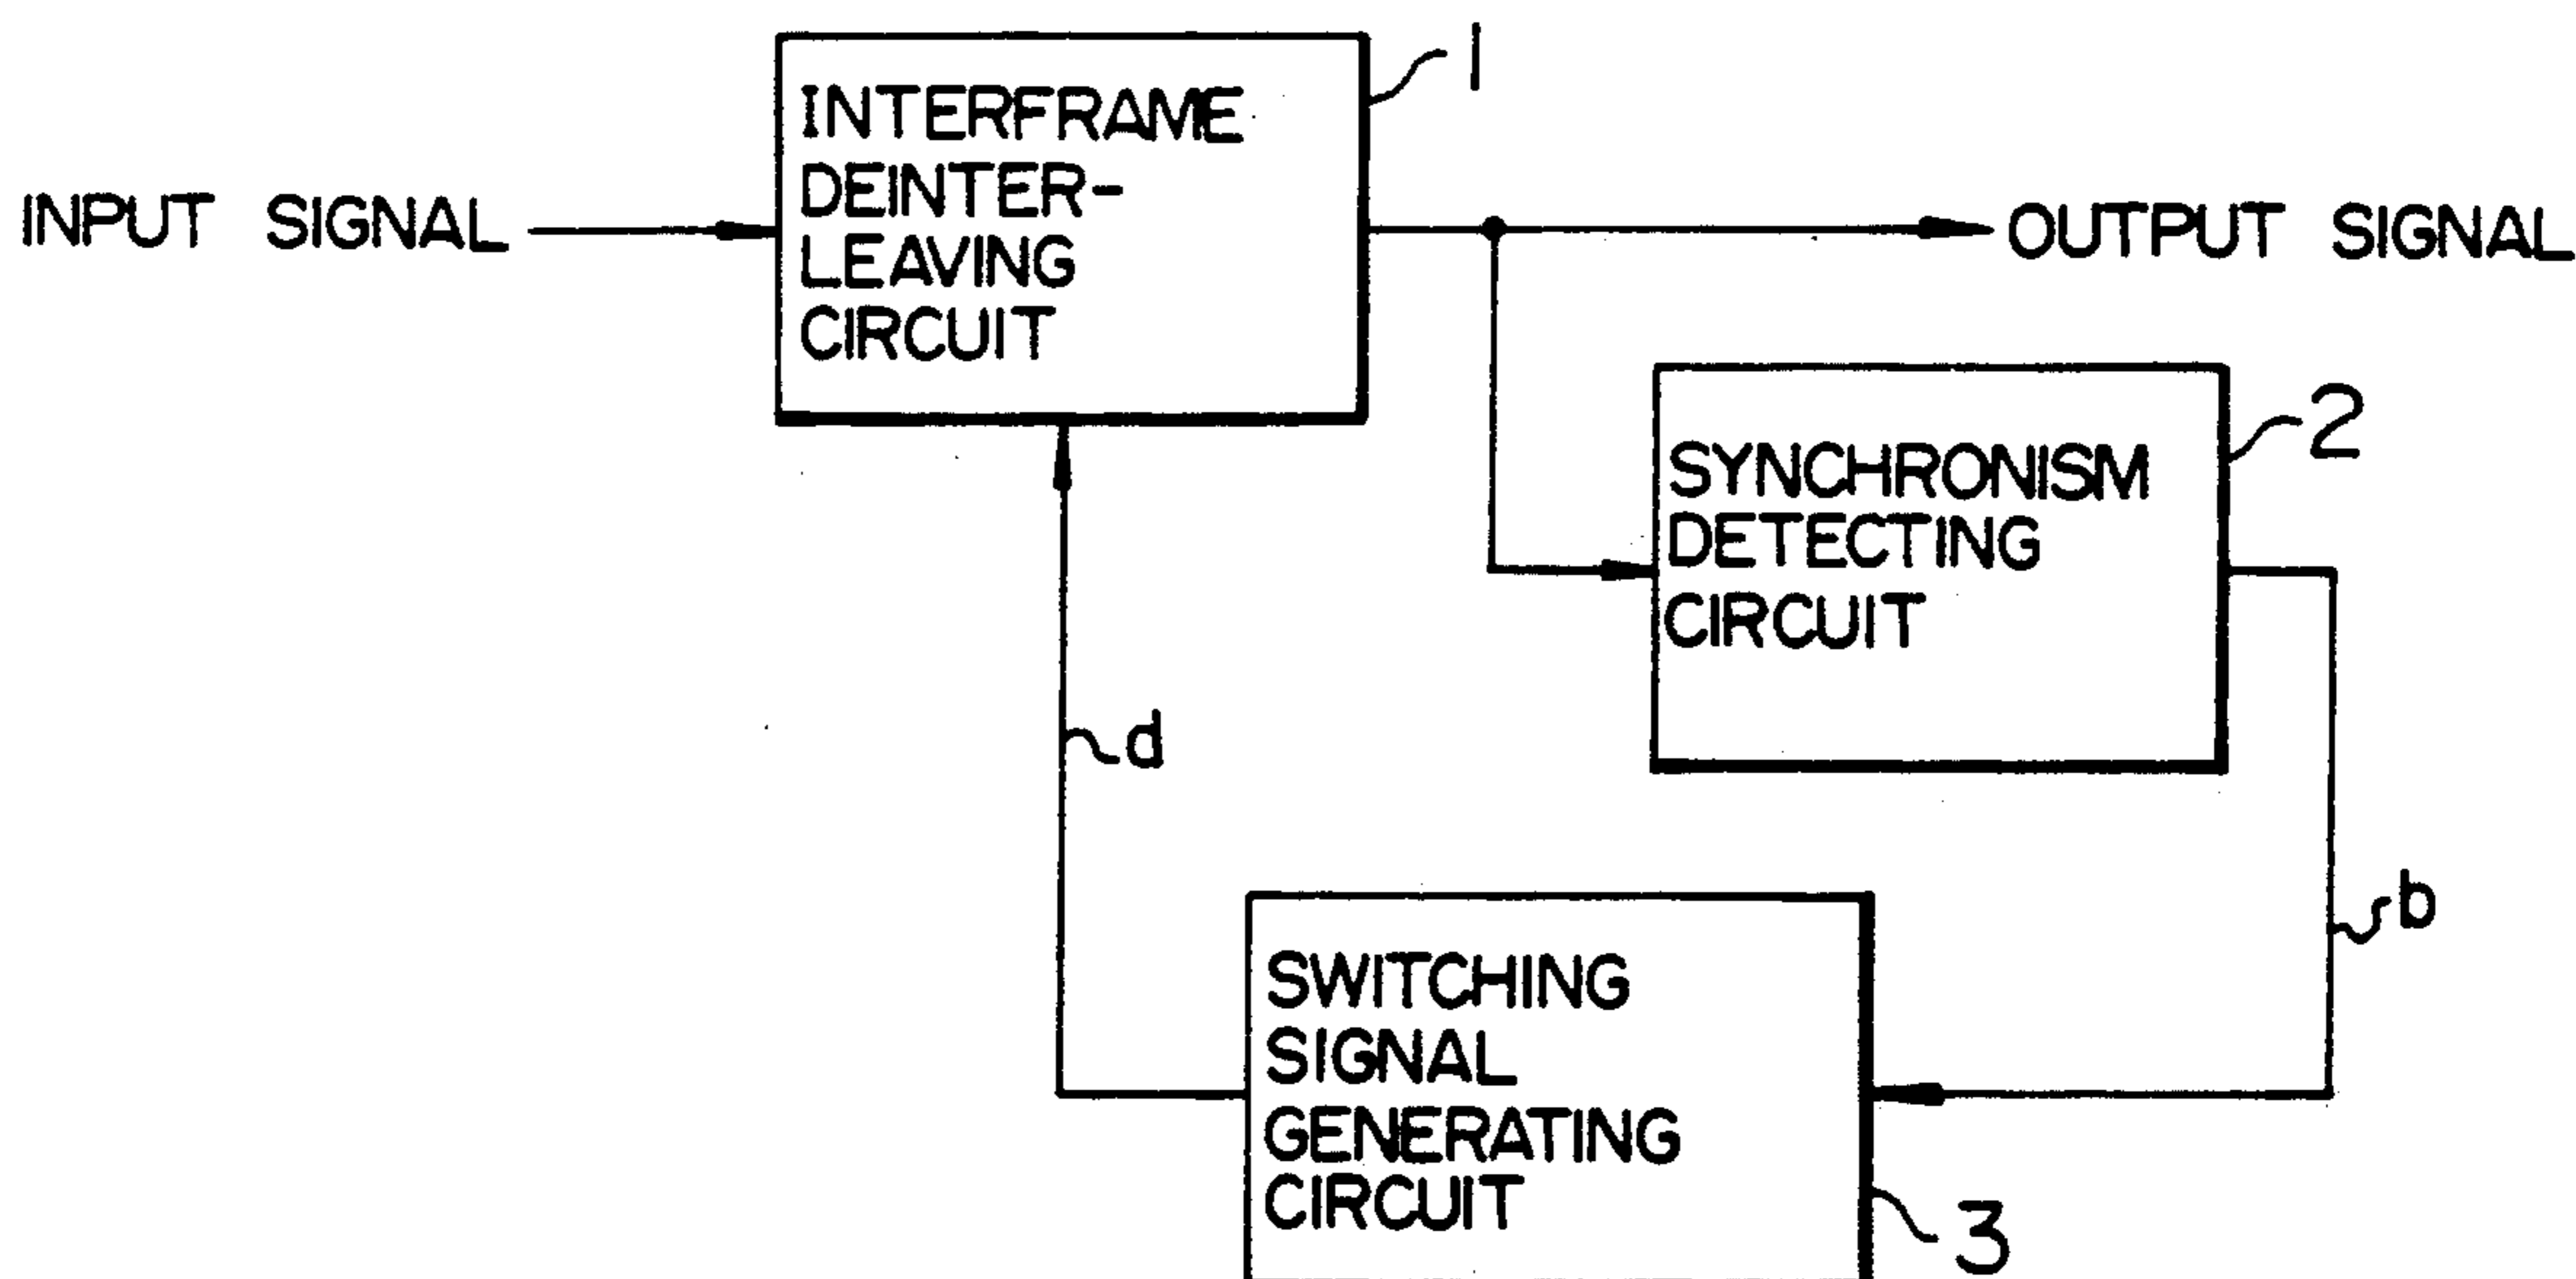 1
INTERFRAME
DEINTER-
LEAVING
CIRCUIT
INPUT SIGNAL
OUTPUT SIGNAL
2
SYNCHRONISM
DETECTING
CIRCUIT
d
b
SWITCHING
SIGNAL
GENERATING
CIRCUIT
3